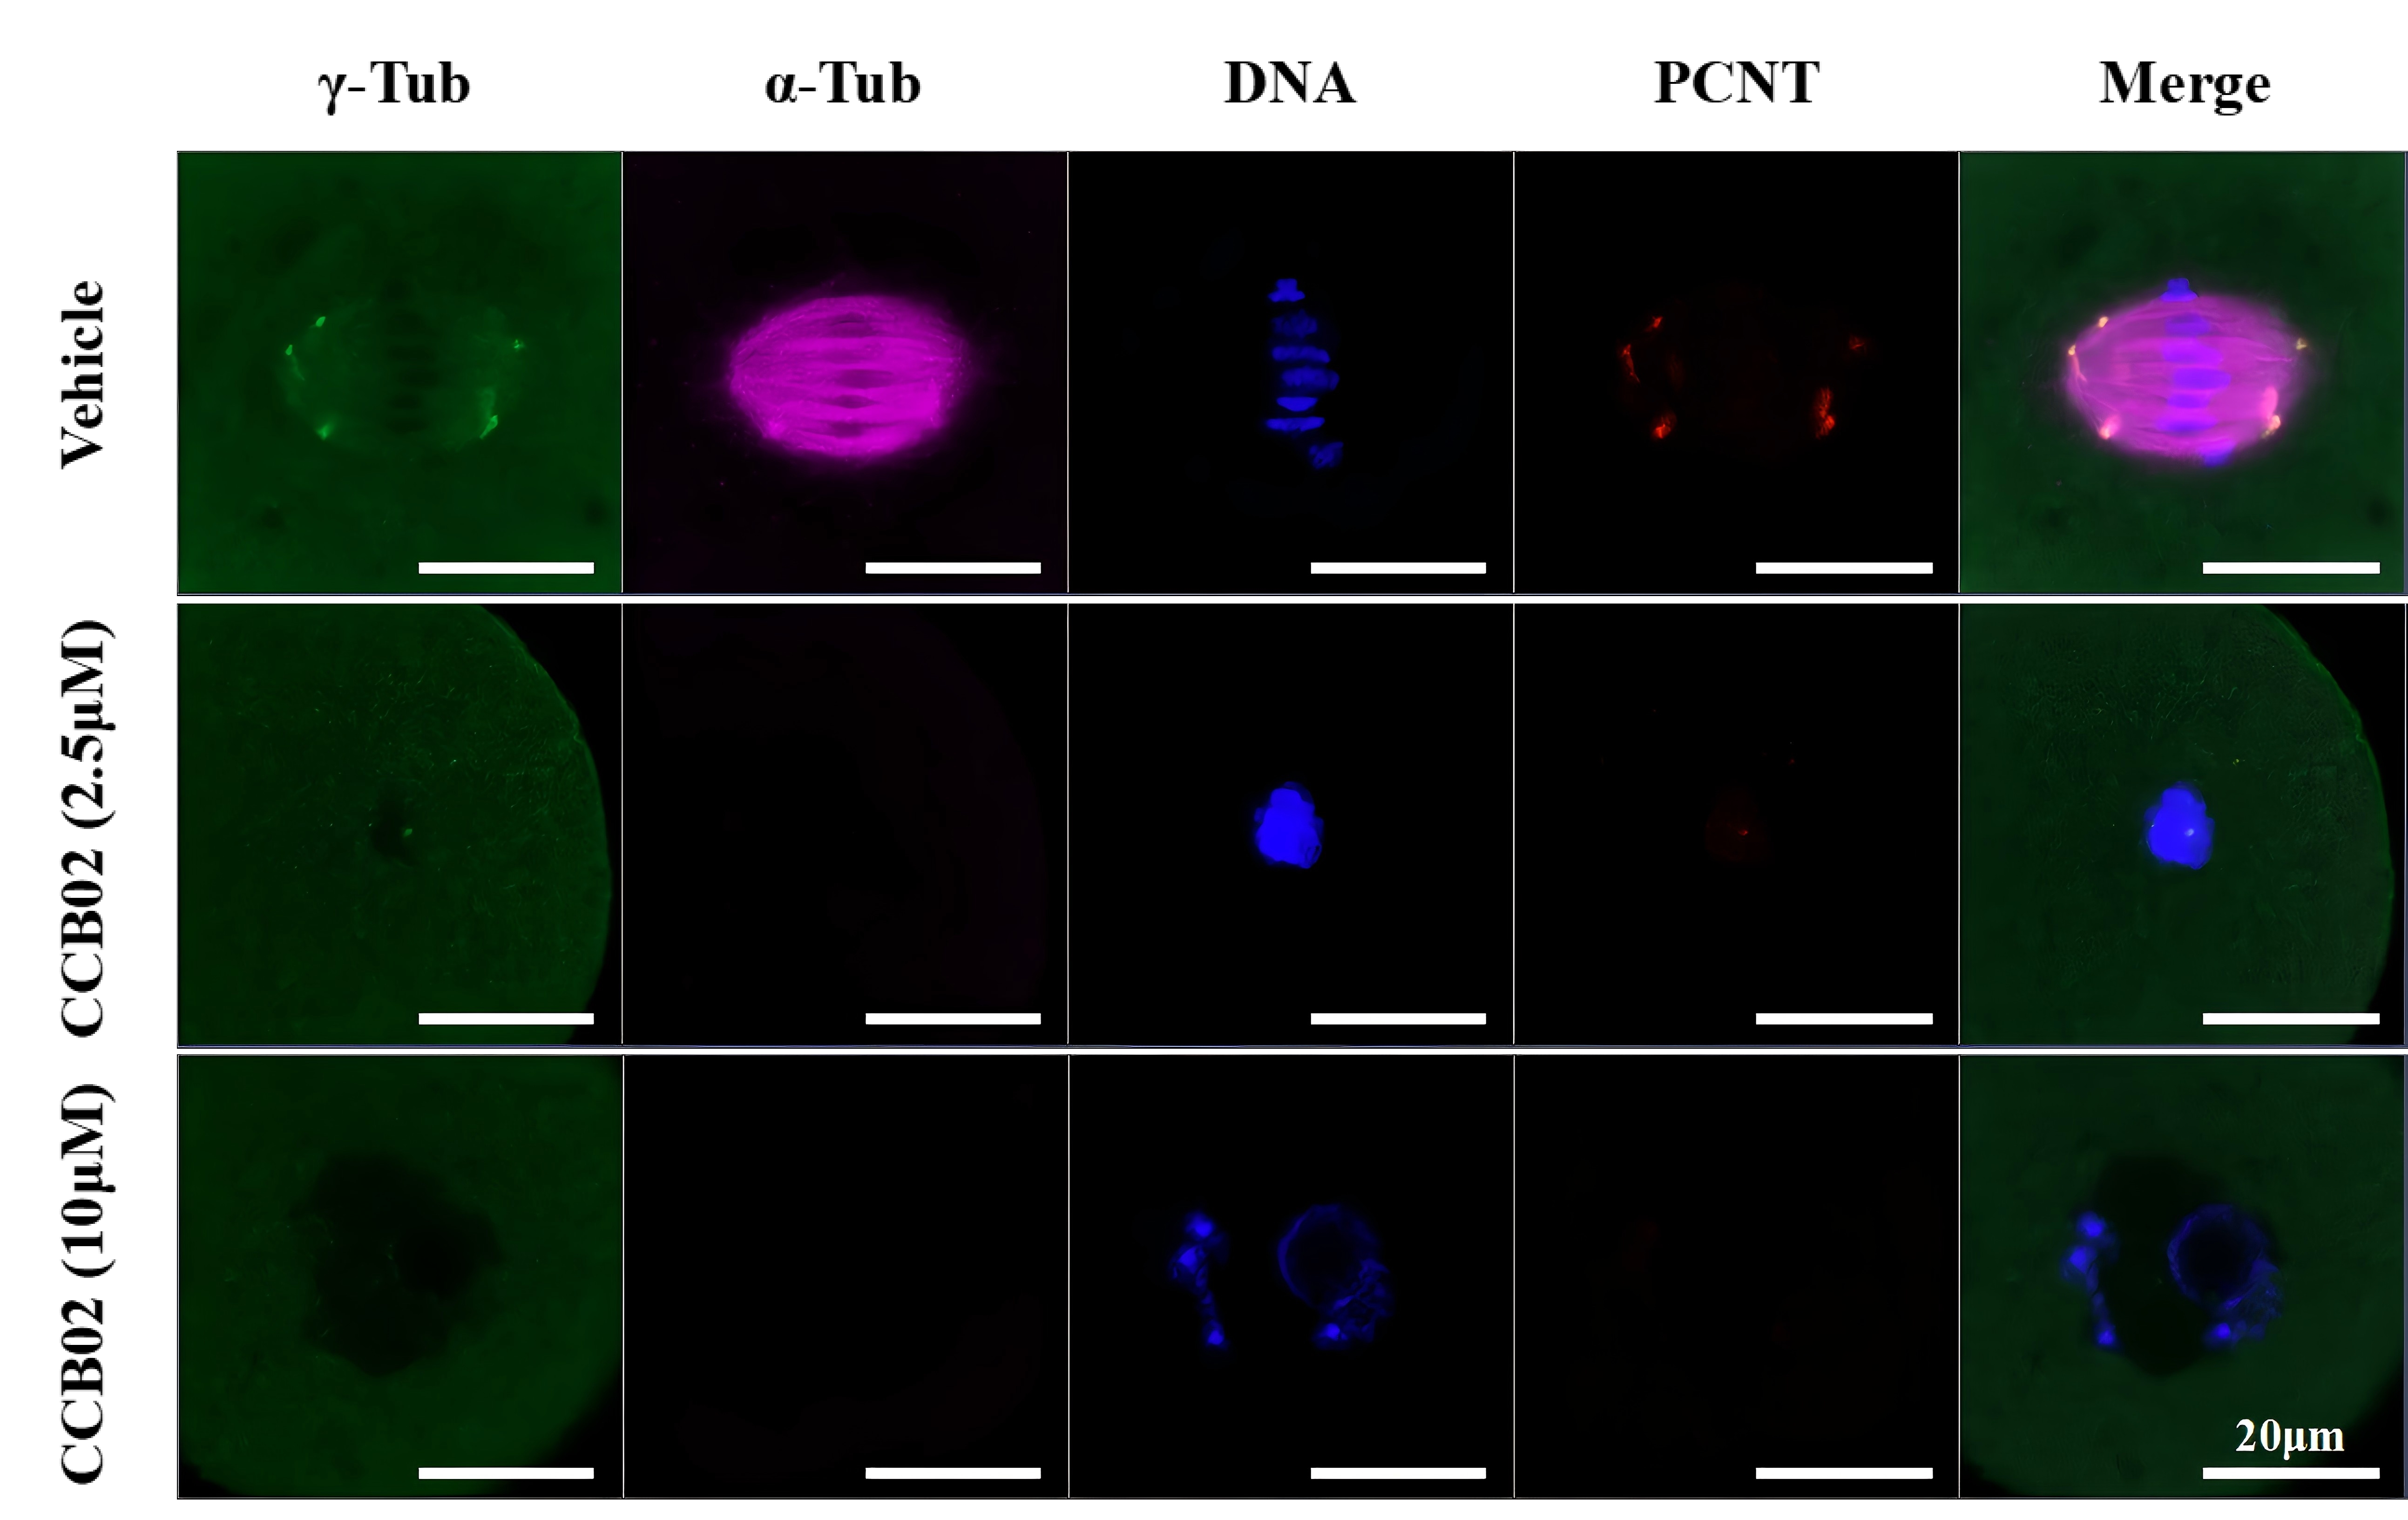 γ-Tub α-Tub DNA PCNT Merge
Vehicle
CCB02 (2.5μM)
CCB02 (10μM)
20μm